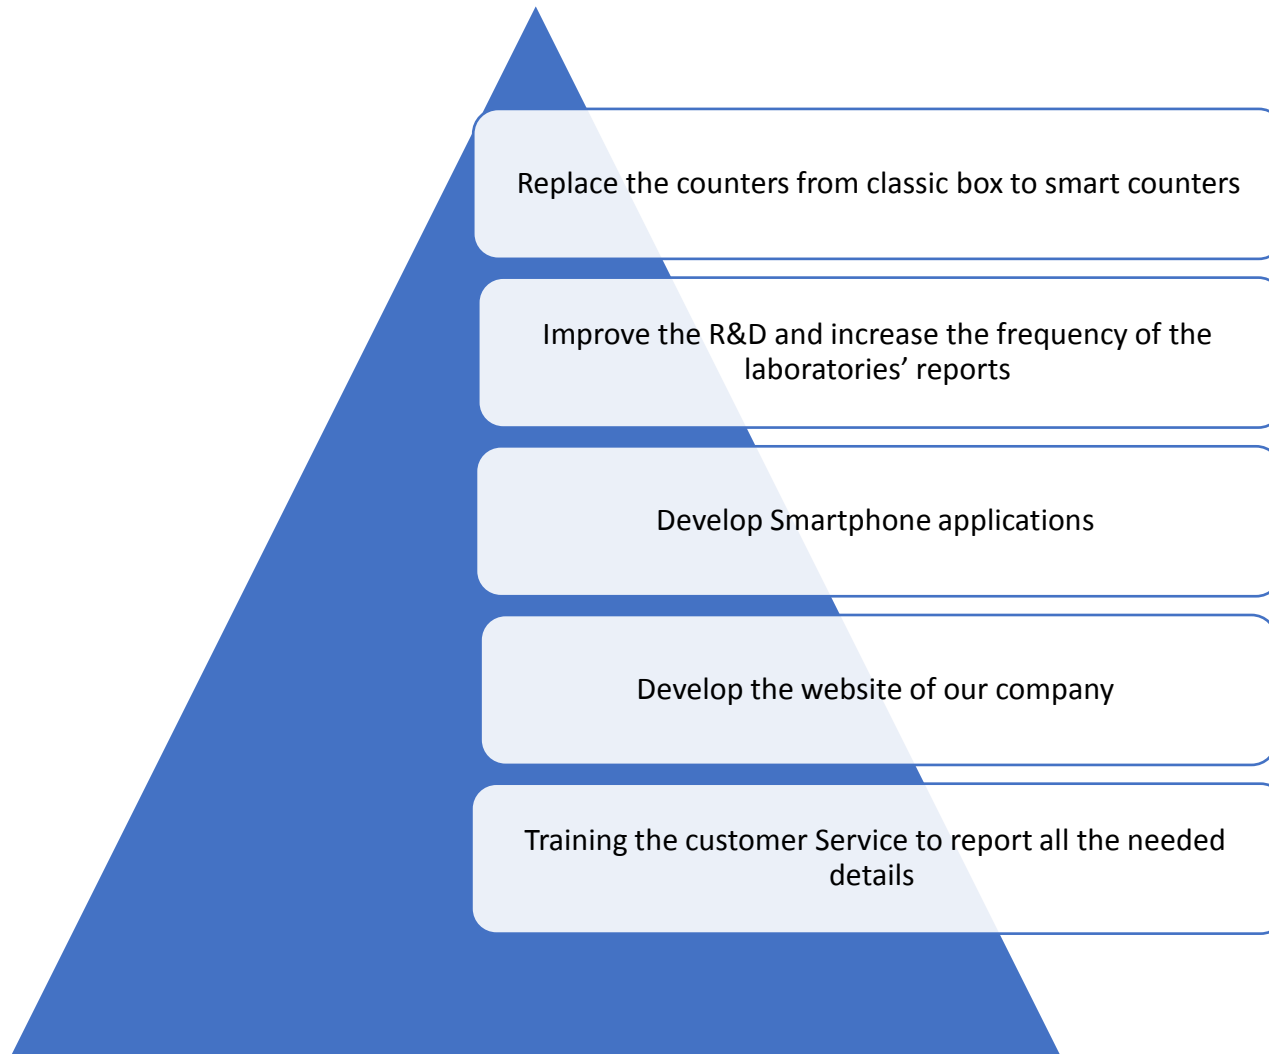 Replace the counters from classic box to smart counters
Improve the R&D and increase the frequency of the
laboratories’ reports
Develop Smartphone applications
Develop the website of our company
Training the customer Service to report all the needed
details